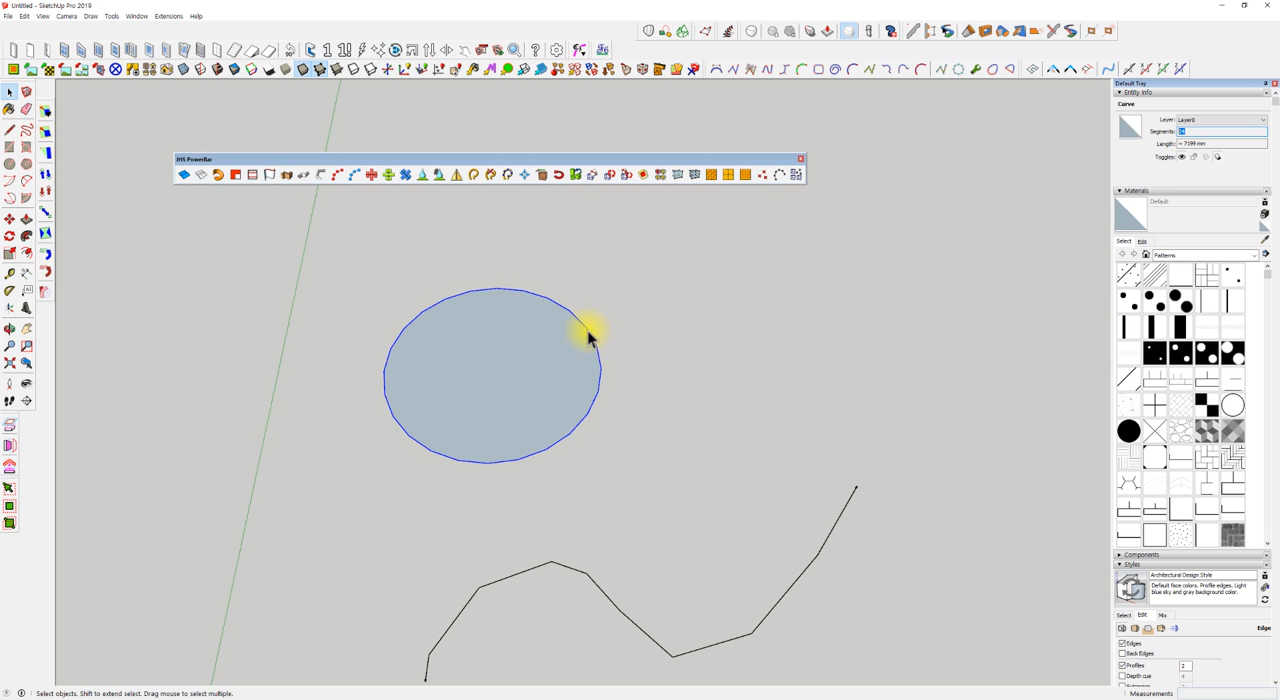 Untitled - SketchUp Pro 2019
File Edit View Camera Draw Tools Window Extensions Help
Default Tray
Entity Info
Curve
Layer: Layer0
Segments: 24
Length: ~ 7199 mm
Toggles:
JHS PowerBar
Materials
Default
Select Edit
Patterns
Components
Styles
Architectural Design Style
Default face colors. Profile edges. Light
blue sky and gray background color.
Select Edit Mix
Edge
Edges
Back Edges
Profiles 2
Depth cue 4
Select objects. Shift to extend select. Drag mouse to select multiple.
Measurements